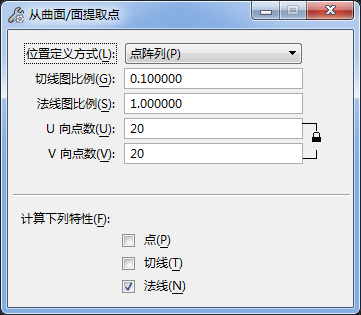 从曲面/面提取点
位置定义方式(L): 点阵列(P)
切线图比例(G): 0.100000
法线图比例(S): 1.000000
U 向点数(U): 20
V 向点数(V): 20
计算下列特性(F):
点(P)
切线(T)
法线(N)